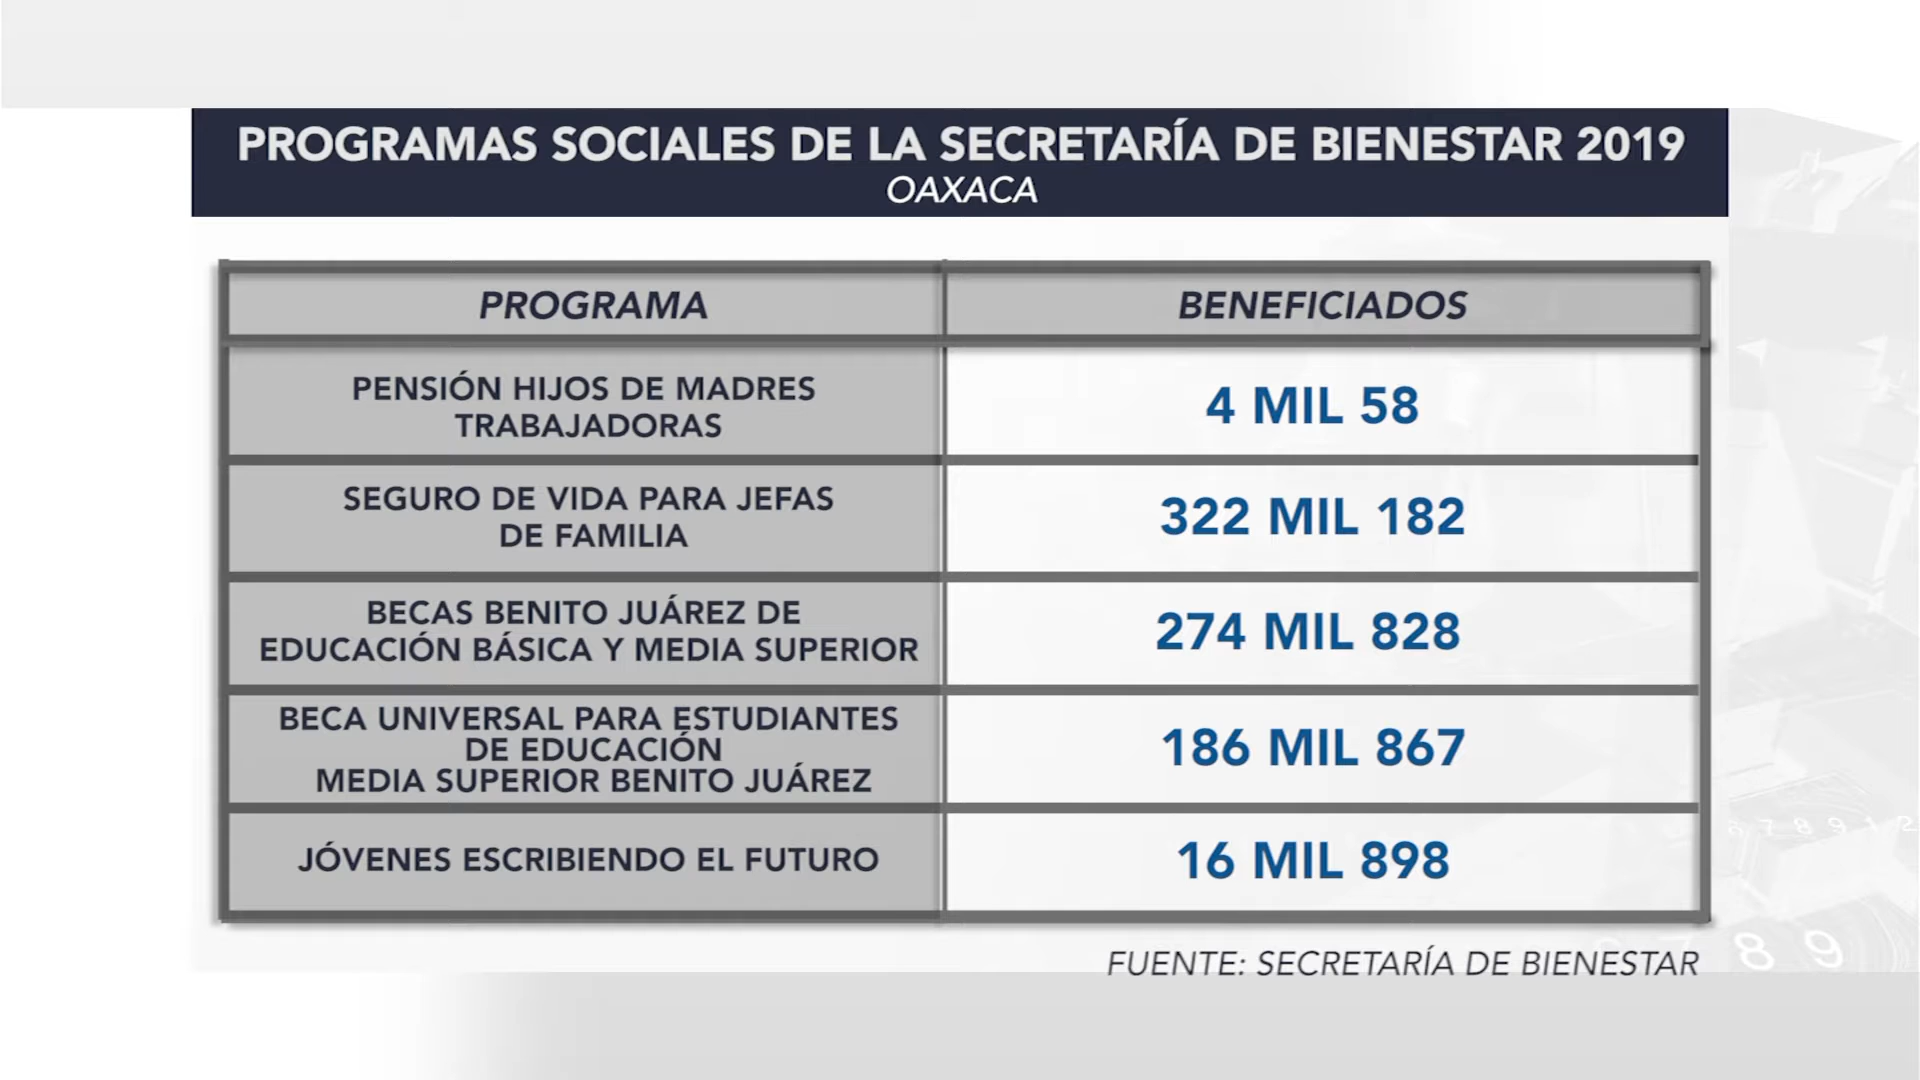 PROGRAMAS SOCIALES DE LA SECRETARÍA DE BIENESTAR 2019
OAXACA
PROGRAMA
BENEFICIADOS
PENSIÓN HIJOS DE MADRES
TRABAJADORAS
4 MIL 58
SEGURO DE VIDA PARA JEFAS
DE FAMILIA
322 MIL 182
BECAS BENITO JUÁREZ DE
EDUCACIÓN BÁSICA Y MEDIA SUPERIOR
274 MIL 828
BECA UNIVERSAL PARA ESTUDIANTES
DE EDUCACIÓN
MEDIA SUPERIOR BENITO JUÁREZ
186 MIL 867
JÓVENES ESCRIBIENDO EL FUTURO
16 MIL 898
FUENTE: SECRETARÍA DE BIENESTAR